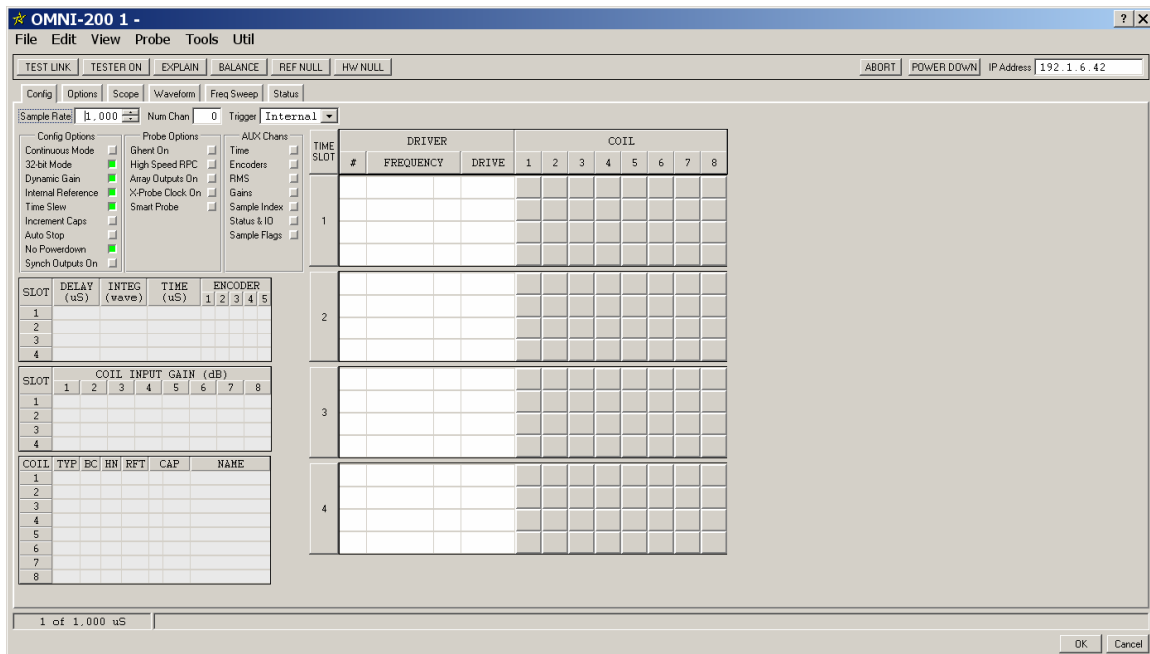 OMNI-200 1 -
File Edit View Probe Tools Util
TEST LINK TESTER ON EXPLAIN BALANCE REF NULL HW NULL ABORT POWER DOWN IP Address 192.1.6.42
Config Options Scope Waveform Freq Sweep Status
Sample Rate 1,000 Num Chan 0 Trigger Internal
Config Options
Continuous Mode
32-bit Mode
Dynamic Gain
Internal Reference
Time Slew
Increment Caps
Auto Stop
No Powerdown
Synch Outputs On
Probe Options
Ghent On
High Speed RPC
Array Outputs On
X-Probe Clock On
Smart Probe
AUX Chans
Time
Encoders
RMS
Gains
Sample Index
Status & IO
Sample Flags
SLOT DELAY (uS) INTEG (wave) TIME (uS) ENCODER
1 2 3 4 5
1
2
3
4
SLOT COIL INPUT GAIN (dB)
1 2 3 4 5 6 7 8
1
2
3
4
COIL TYP BC HN RFT CAP NAME
1
2
3
4
5
6
7
8
TIME SLOT DRIVER COIL
# FREQUENCY DRIVE 1 2 3 4 5 6 7 8
1
2
3
4
1 of 1,000 uS
OK Cancel